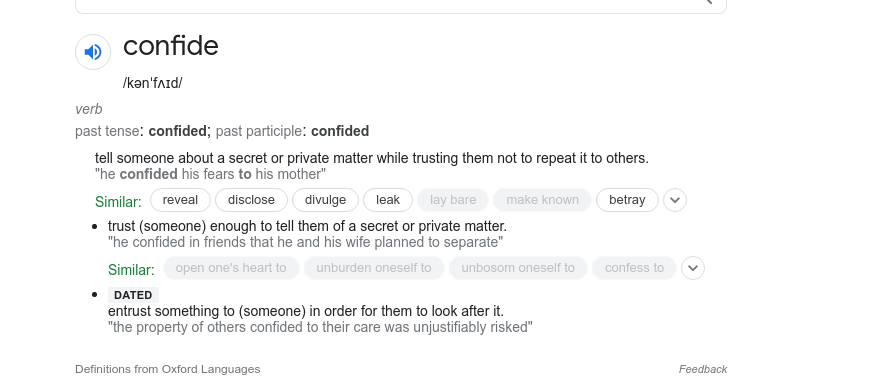 confide
/kənˈfʌɪd/
verb
past tense: confided; past participle: confided
tell someone about a secret or private matter while trusting them not to repeat it to others.
"he confided his fears to his mother"
Similar: reveal disclose divulge leak lay bare make known betray
• trust (someone) enough to tell them of a secret or private matter.
"he confided in friends that he and his wife planned to separate"
Similar: open one's heart to unburden oneself to unbosom oneself to confess to
• DATED
entrust something to (someone) in order for them to look after it.
"the property of others confided to their care was unjustifiably risked"
Definitions from Oxford Languages Feedback